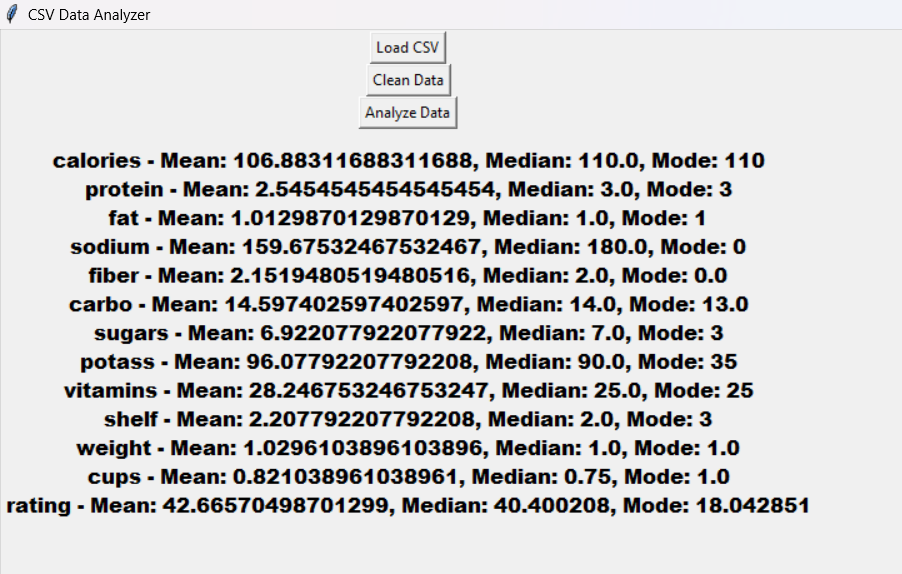 CSV Data Analyzer
Load CSV
Clean Data
Analyze Data
calories - Mean: 106.88311688311688, Median: 110.0, Mode: 110
protein - Mean: 2.5454545454545454, Median: 3.0, Mode: 3
fat - Mean: 1.0129870129870129, Median: 1.0, Mode: 1
sodium - Mean: 159.67532467532467, Median: 180.0, Mode: 0
fiber - Mean: 2.1519480519480516, Median: 2.0, Mode: 0.0
carbo - Mean: 14.597402597402597, Median: 14.0, Mode: 13.0
sugars - Mean: 6.922077922077922, Median: 7.0, Mode: 3
potass - Mean: 96.07792207792208, Median: 90.0, Mode: 35
vitamins - Mean: 28.246753246753247, Median: 25.0, Mode: 25
shelf - Mean: 2.207792207792208, Median: 2.0, Mode: 3
weight - Mean: 1.0296103896103896, Median: 1.0, Mode: 1.0
cups - Mean: 0.821038961038961, Median: 0.75, Mode: 1.0
rating - Mean: 42.66570498701299, Median: 40.400208, Mode: 18.042851